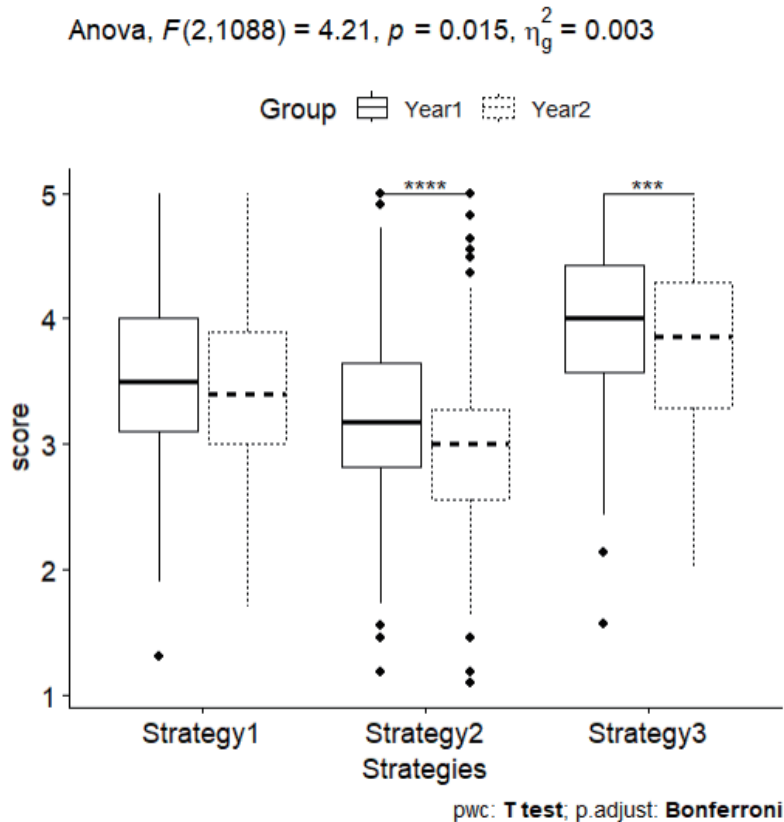 Anova, F(2,1088) = 4.21, p = 0.015, η²g = 0.003
Group Year1 Year2
5
4
3
2
1
score
**** ***
Strategy1 Strategy2 Strategy3
Strategies
pwc: T test; p.adjust: Bonferroni